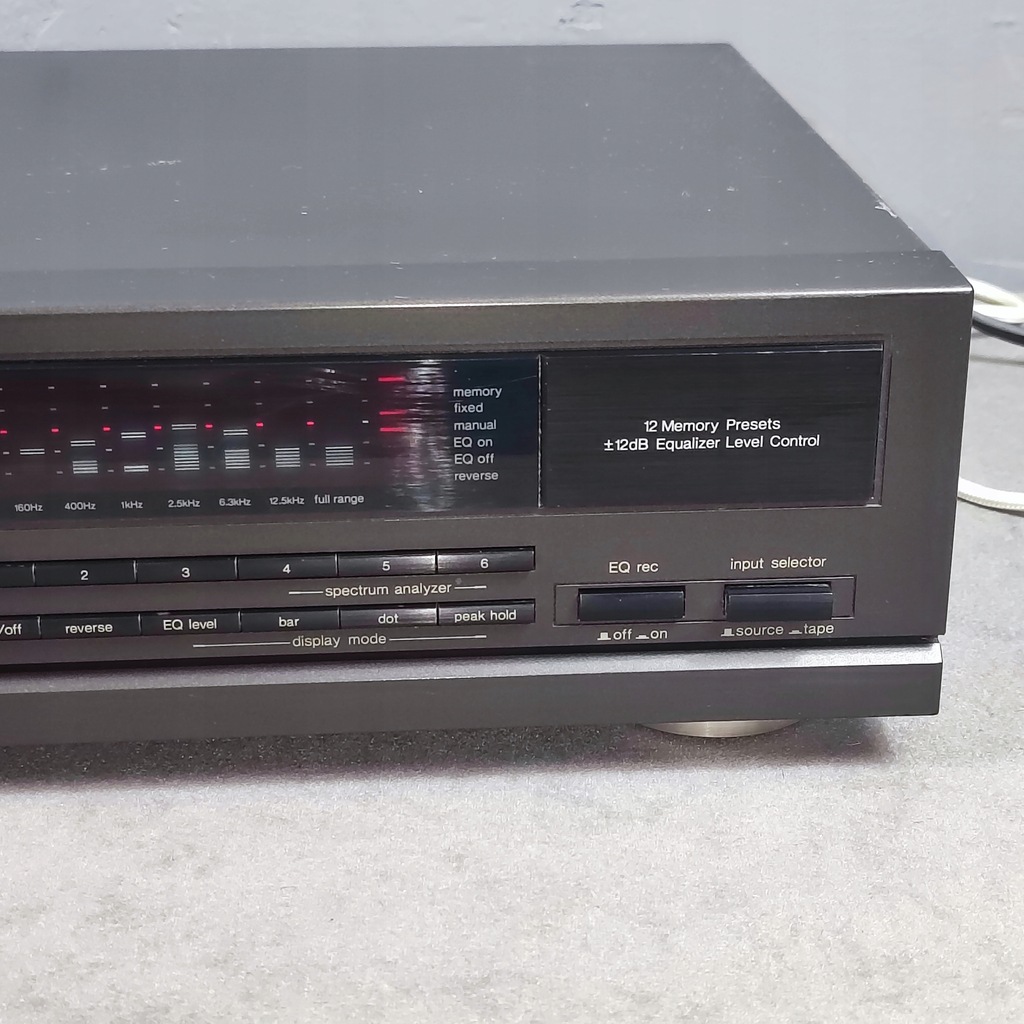 memory
fixed
manual
EQ on
EQ off
reverse
12 Memory Presets
±12dB Equalizer Level Control
160Hz 400Hz 1kHz 2.5kHz 6.3kHz 12.5kHz full range
2 3 4 5 6
spectrum analyzer
/off reverse EQ level bar dot peak hold
display mode
EQ rec input selector
off on source tape